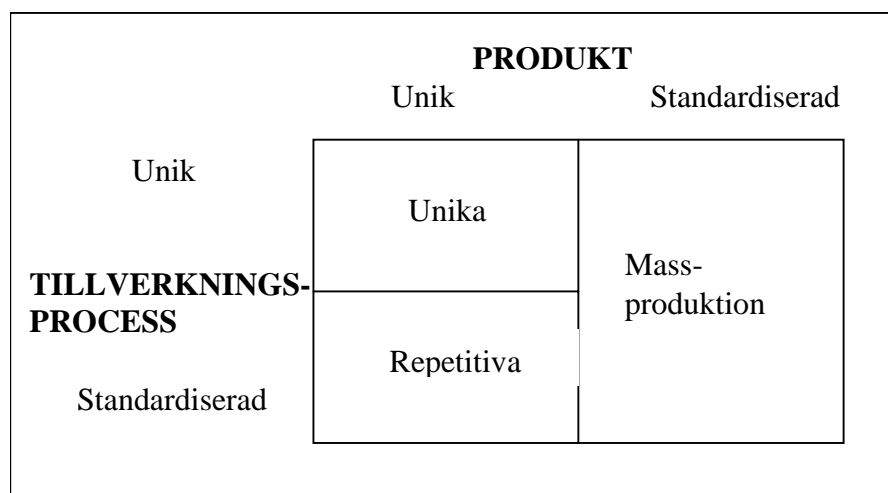 PRODUKT
Unik Standardiserad
Unik
Unika
Mass-
produktion
TILLVERKNINGS-
PROCESS
Repetitiva
Standardiserad